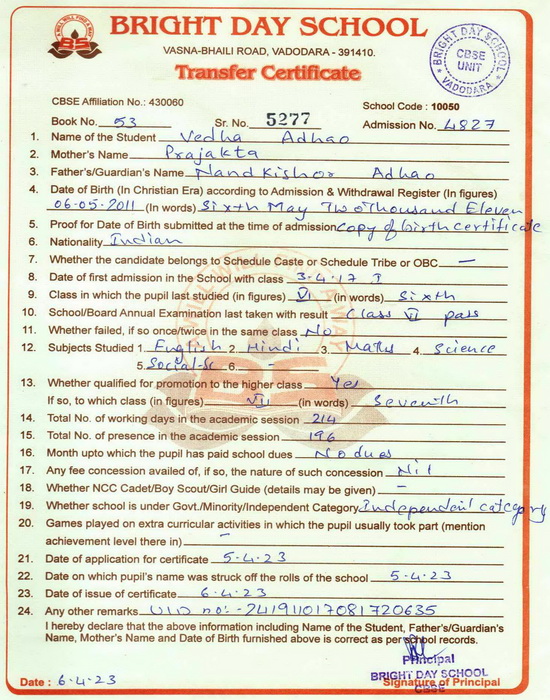 BRIGHT DAY SCHOOL
VASNA-BHAILI ROAD, VADODARA - 391410.
BRIGHT DAY SCHOOL
CBSE
UNIT
VADODARA
BS
Transfer Certificate
CBSE Affiliation No.: 430060
School Code : 10050
Book No. 53 Sr. No. 5277 Admission No. 4827
1. Name of the Student Vedha Adhao
2. Mother's Name Prajakta
3. Father's/Guardian's Name Nandkishor Adhao
4. Date of Birth (In Christian Era) according to Admission & Withdrawal Register (In figures)
06-05-2011 (In words) Sixth May Two Thousand Eleven
5. Proof for Date of Birth submitted at the time of admission copy of birth certificate
6. Nationality Indian
7. Whether the candidate belongs to Schedule Caste or Schedule Tribe or OBC —
8. Date of first admission in the School with class 3-4-17 I
9. Class in which the pupil last studied (in figures) VI (in words) Sixth
10. School/Board Annual Examination last taken with result Class VI pass
11. Whether failed, if so once/twice in the same class No
12. Subjects Studied 1. English 2. Hindi 3. Maths 4. Science
5. Social-Sc 6. -
13. Whether qualified for promotion to the higher class Yes
If so, to which class (in figures) VII (in words) Seventh
14. Total No. of working days in the academic session 214
15. Total No. of presence in the academic session 196
16. Month upto which the pupil has paid school dues No dues
17. Any fee concession availed of, if so, the nature of such concession Nil
18. Whether NCC Cadet/Boy Scout/Girl Guide (details may be given) -
19. Whether school is under Govt./Minority/Independent Category Independent category
20. Games played on extra curricular activities in which the pupil usually took part (mention
achievement level there in) -
21. Date of application for certificate 5-4-23
22. Date on which pupil's name was struck off the rolls of the school 5-4-23
23. Date of issue of certificate 6-4-23
24. Any other remarks UID no:- 241911017081720635
I hereby declare that the above information including Name of the Student, Father's/Guardian's
Name, Mother's Name and Date of Birth furnished above is correct as per school records.
Principal
BRIGHT DAY SCHOOL
CBSE
Date : 6-4-23
Signature of Principal